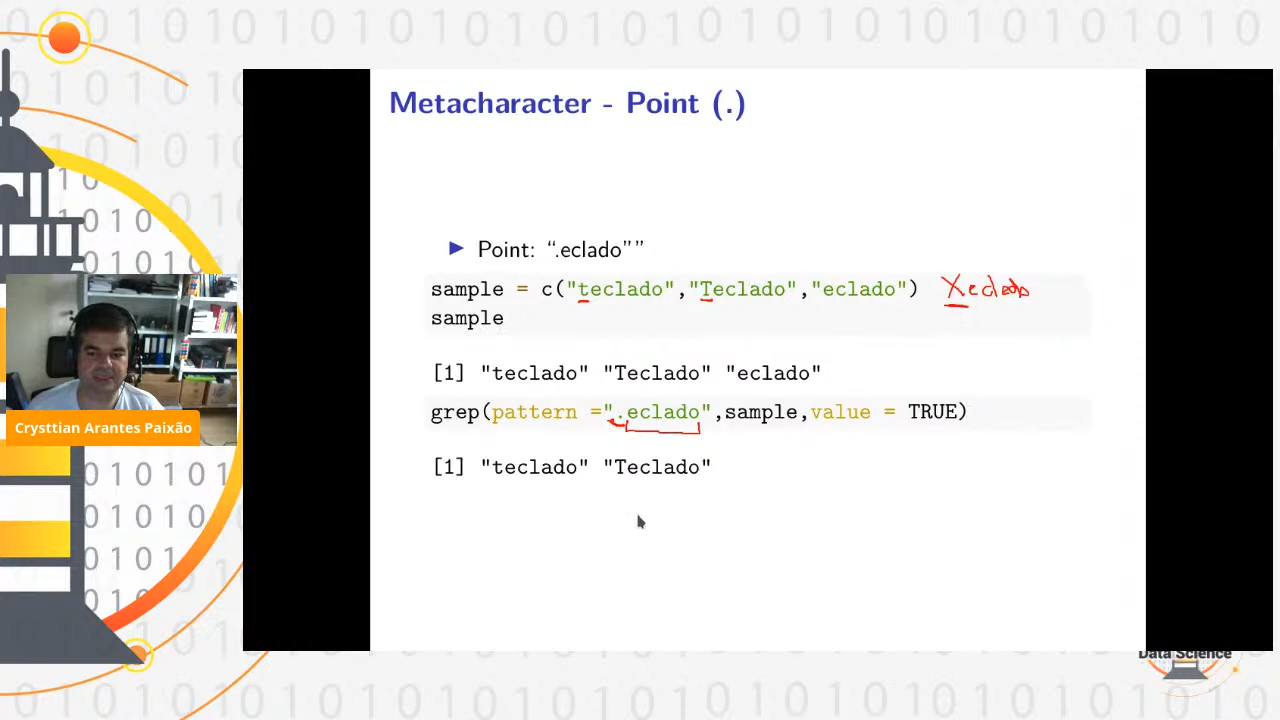 Metacharacter - Point (.)
Point: “.eclado””
sample = c("teclado","Teclado","eclado") Xeclado
sample
[1] "teclado" "Teclado" "eclado"
grep(pattern =".eclado",sample,value = TRUE)
[1] "teclado" "Teclado"
Crysttian Arantes Paixão
Data Science